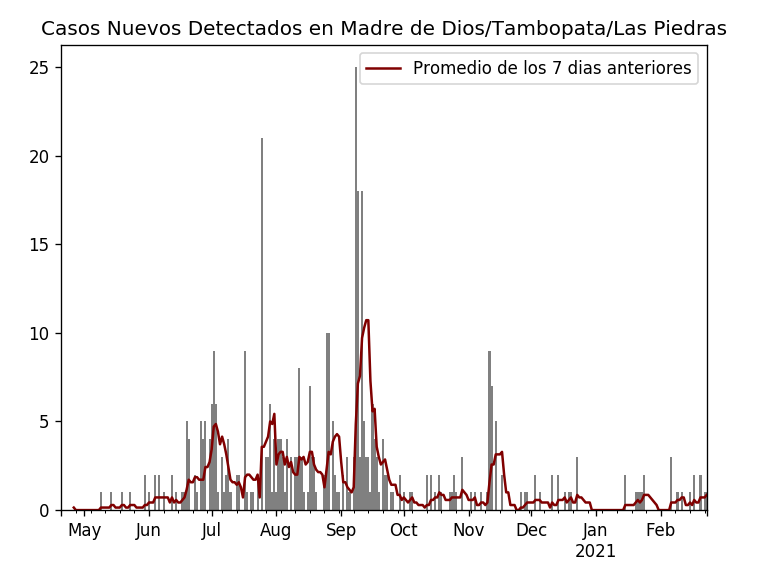 Casos Nuevos Detectados en Madre de Dios/Tambopata/Las Piedras
Promedio de los 7 dias anteriores
25
20
15
10
5
0
May Jun Jul Aug Sep Oct Nov Dec Jan Feb
2021